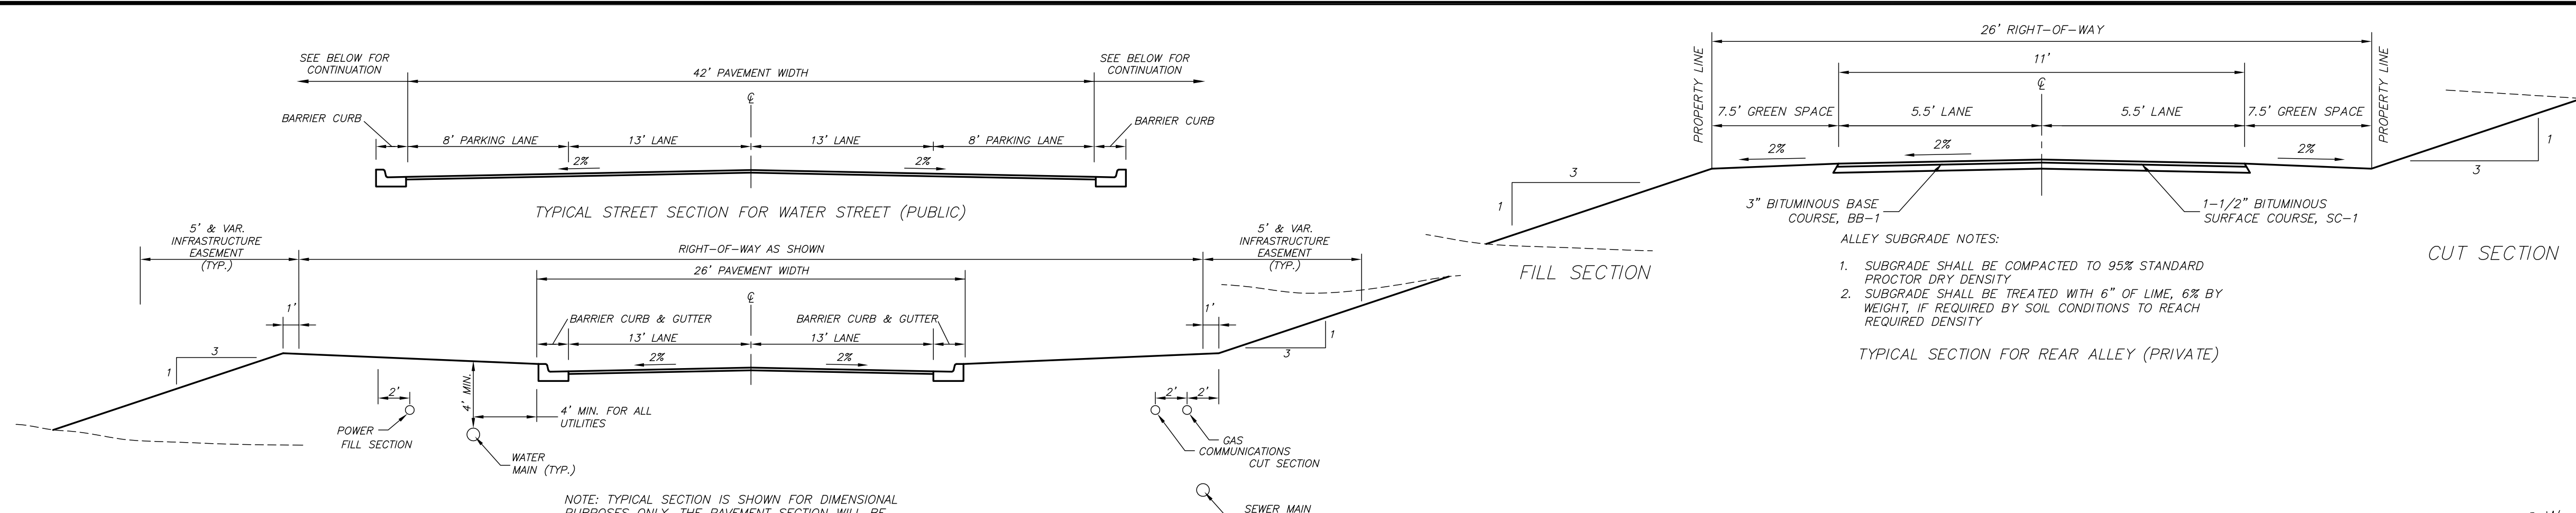 SEE BELOW FOR
CONTINUATION
42' PAVEMENT WIDTH
SEE BELOW FOR
CONTINUATION
℄
BARRIER CURB
BARRIER CURB
8' PARKING LANE
13' LANE
13' LANE
8' PARKING LANE
2%
2%
TYPICAL STREET SECTION FOR WATER STREET (PUBLIC)
5' & VAR.
INFRASTRUCTURE
EASEMENT
(TYP.)
RIGHT-OF-WAY AS SHOWN
5' & VAR.
INFRASTRUCTURE
EASEMENT
(TYP.)
26' PAVEMENT WIDTH
℄
1'
1'
BARRIER CURB & GUTTER
BARRIER CURB & GUTTER
13' LANE
13' LANE
2%
2%
3
1
1
3
4' MIN.
2'
2'
2'
4' MIN. FOR ALL
UTILITIES
POWER
FILL SECTION
WATER
MAIN (TYP.)
GAS
COMMUNICATIONS
CUT SECTION
NOTE: TYPICAL SECTION IS SHOWN FOR DIMENSIONAL
PURPOSES ONLY. THE PAVEMENT SECTION WILL BE
SEWER MAIN
26' RIGHT-OF-WAY
PROPERTY LINE
PROPERTY LINE
11'
℄
7.5' GREEN SPACE
5.5' LANE
5.5' LANE
7.5' GREEN SPACE
2%
2%
2%
3
1
1
3
3" BITUMINOUS BASE
COURSE, BB-1
1-1/2" BITUMINOUS
SURFACE COURSE, SC-1
FILL SECTION
CUT SECTION
ALLEY SUBGRADE NOTES:
1. SUBGRADE SHALL BE COMPACTED TO 95% STANDARD
PROCTOR DRY DENSITY
2. SUBGRADE SHALL BE TREATED WITH 6" OF LIME, 6% BY
WEIGHT, IF REQUIRED BY SOIL CONDITIONS TO REACH
REQUIRED DENSITY
TYPICAL SECTION FOR REAR ALLEY (PRIVATE)